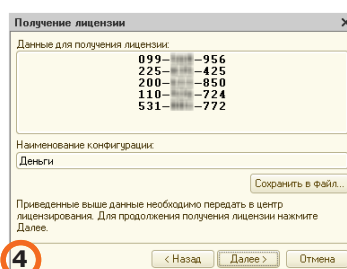 Получение лицензии
Данные для получения лицензии:
099- -956
225- -425
200- -850
110- -724
531- -772
Наименование конфигурации:
Деньги
Сохранить в файл...
Приведенные выше данные необходимо передать в центр
лицензирования. Для продолжения получения лицензии нажмите
Далее.
4
< Назад Далее > Отмена